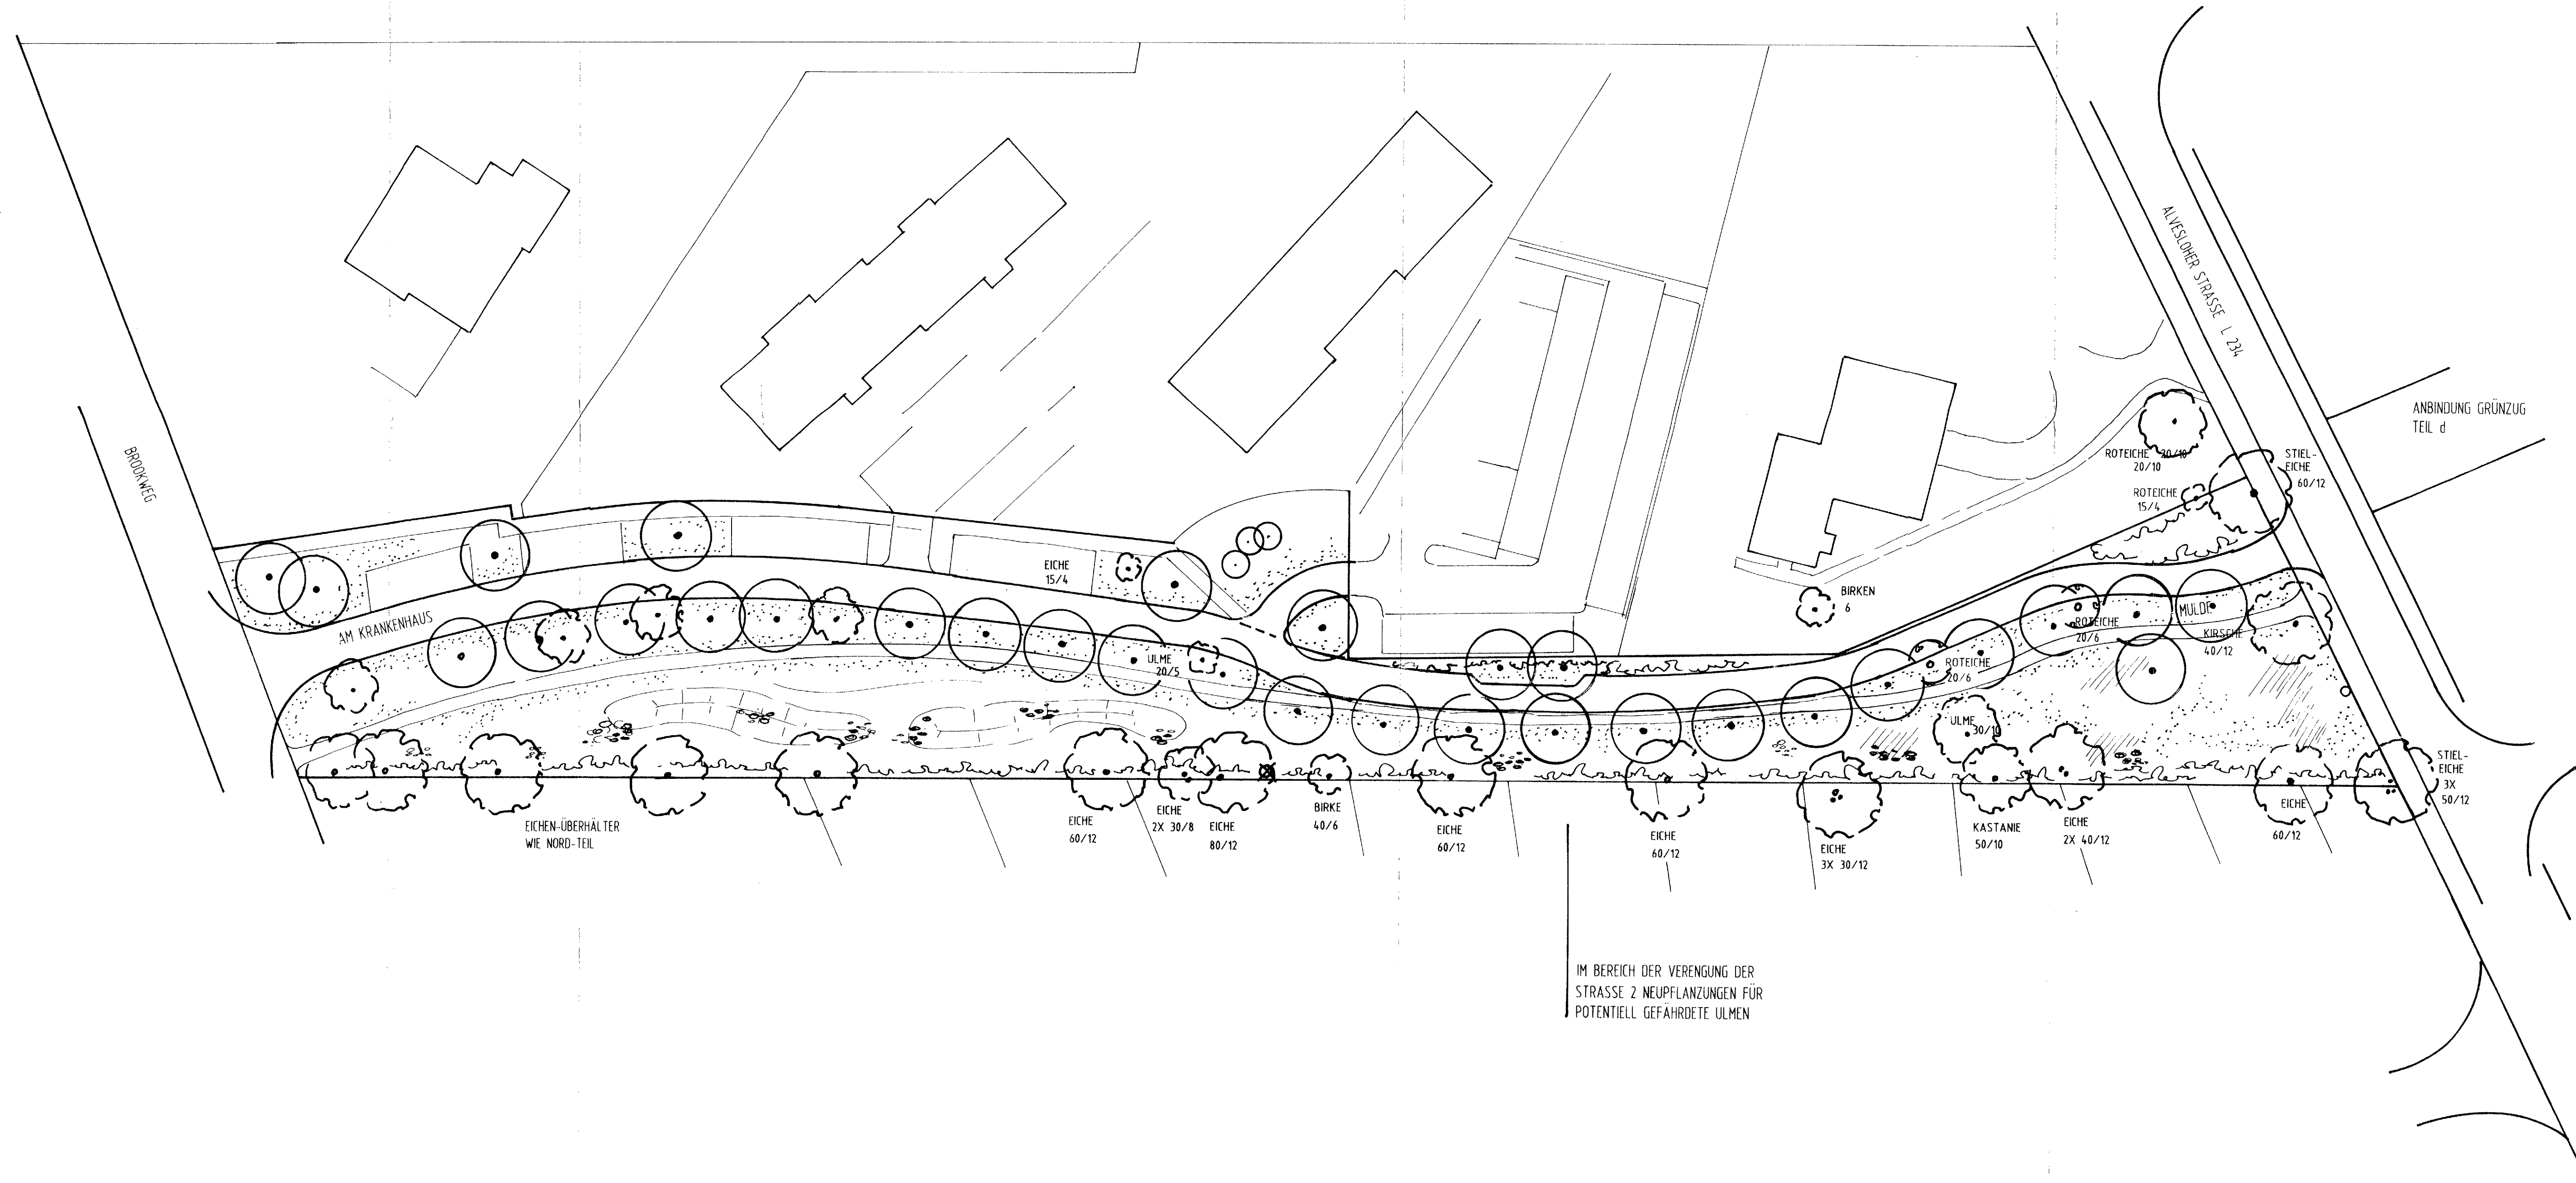 BROOKWEG
AM KRANKENHAUS
ALVESLOHER STRASSE L 234
ANBINDUNG GRÜNZUG
TEIL d
ROTEICHE 20/10
20/10
STIEL-
EICHE
60/12
ROTEICHE
15/4
EICHE
15/4
BIRKEN
6
MULDE
ROTEICHE
20/6
KIRSCHE
40/12
ULME
20/5
ROTEICHE
20/6
ULME
30/10
STIEL-
EICHE
3X
50/12
EICHEN-ÜBERHÄLTER
WIE NORD-TEIL
EICHE
60/12
EICHE
2X 30/8
EICHE
80/12
BIRKE
40/6
EICHE
60/12
EICHE
60/12
EICHE
3X 30/12
KASTANIE
50/10
EICHE
2X 40/12
EICHE
60/12
IM BEREICH DER VERENGUNG DER
STRASSE 2 NEUPFLANZUNGEN FÜR
POTENTIELL GEFÄHRDETE ULMEN